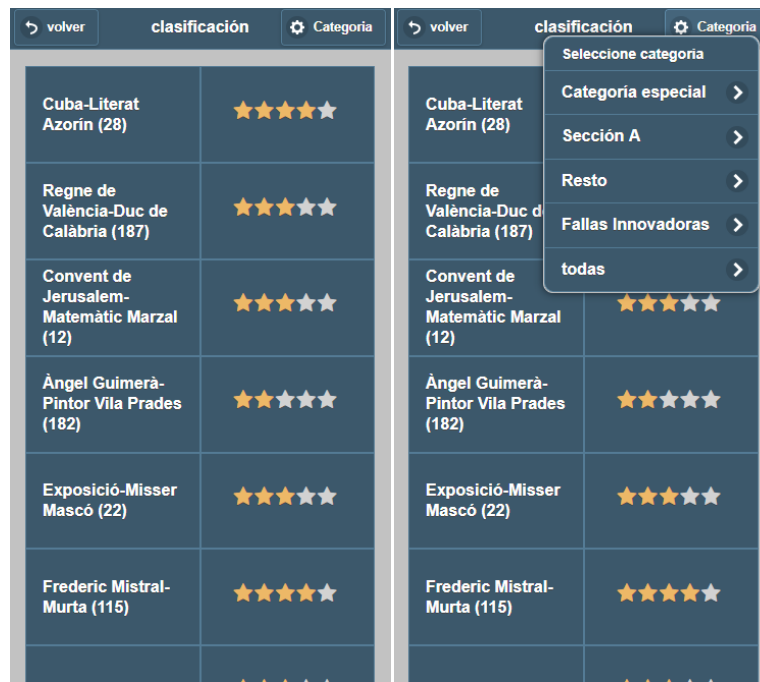 volver clasificación Categoria
Cuba-Literat
Azorín (28)
Regne de
València-Duc de
Calàbria (187)
Convent de
Jerusalem-
Matemàtic Marzal
(12)
Àngel Guimerà-
Pintor Vila Prades
(182)
Exposició-Misser
Mascó (22)
Frederic Mistral-
Murta (115)
volver clasificación Categoria
Seleccione categoria
Categoría especial
Sección A
Resto
Fallas Innovadoras
todas
Cuba-Literat
Azorín (28)
Regne de
València-Duc d
Calàbria (187)
Convent de
Jerusalem-
Matemàtic Marzal
(12)
Àngel Guimerà-
Pintor Vila Prades
(182)
Exposició-Misser
Mascó (22)
Frederic Mistral-
Murta (115)